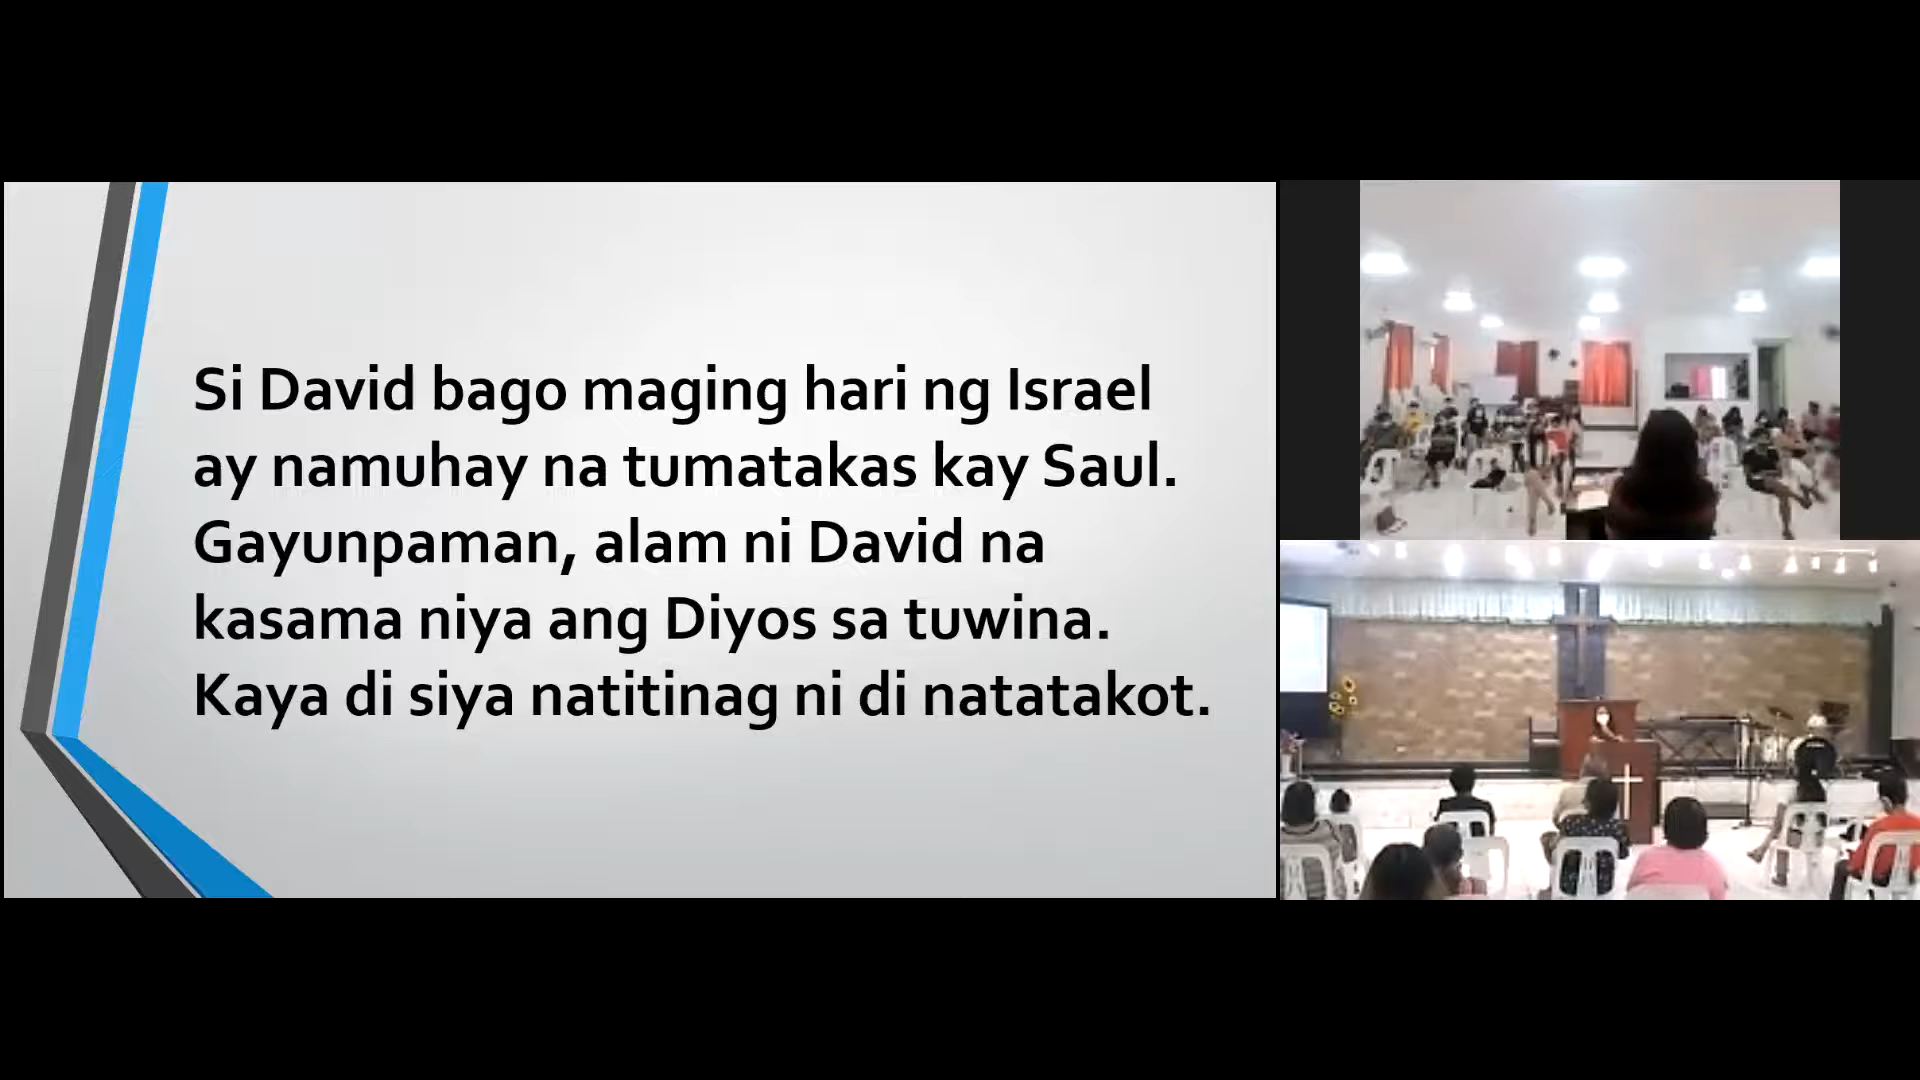 Si David bago maging hari ng Israel
ay namuhay na tumatakas kay Saul.
Gayunpaman, alam ni David na
kasama niya ang Diyos sa tuwina.
Kaya di siya natitinag ni di natatakot.